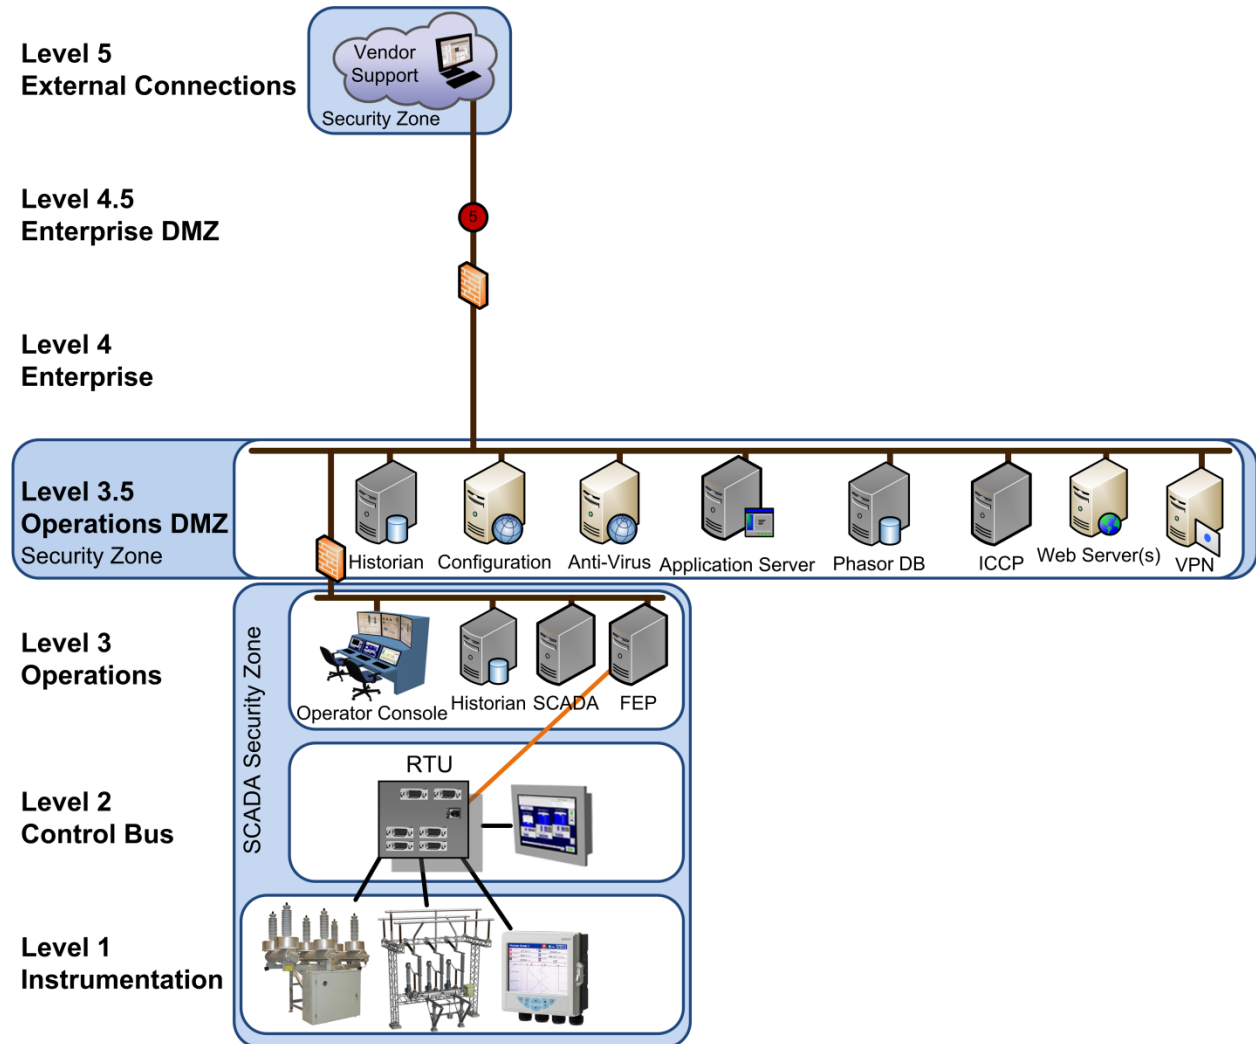 Level 5
External Connections
Vendor
Support
Security Zone
Level 4.5
Enterprise DMZ
5
Level 4
Enterprise
Level 3.5
Operations DMZ
Security Zone
Historian
Configuration
Anti-Virus
Application Server
Phasor DB
ICCP
Web Server(s)
VPN
SCADA Security Zone
Level 3
Operations
Operator Console
Historian
SCADA
FEP
Level 2
Control Bus
RTU
Level 1
Instrumentation